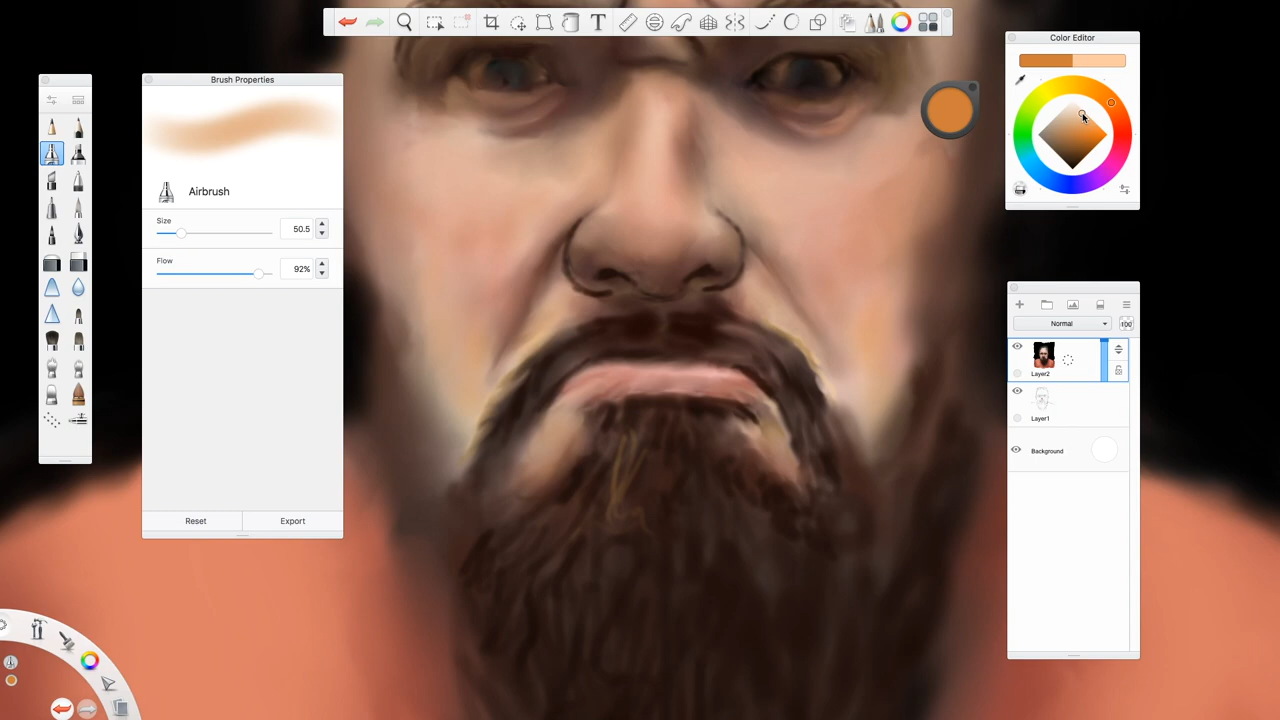 T
Color Editor
Brush Properties
Airbrush
Size
50.5
Flow
92%
Normal
100
Layer2
Layer1
Background
Reset
Export